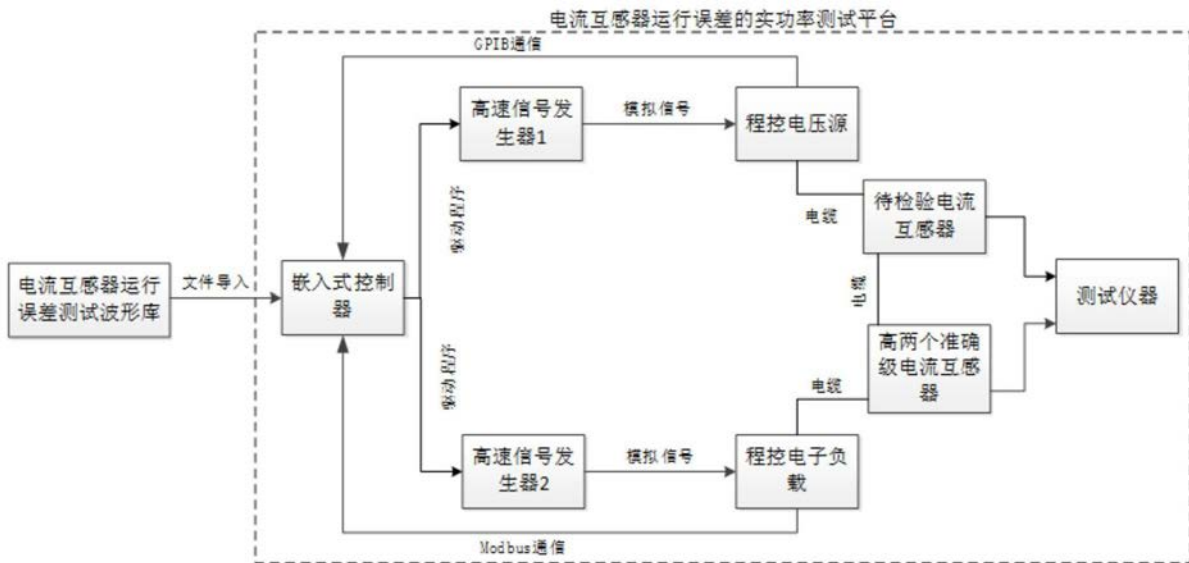 电流互感器运行误差的实功率测试平台
GPIB通信
高速信号发
生器1
模拟信号
程控电压源
驱动程序
电缆
待检验电流
互感器
电流互感器运行
误差测试波形库
文件导入
嵌入式控制
器
电缆
测试仪器
高两个准确
级电流互感
器
驱动程序
电缆
高速信号发
生器2
模拟信号
程控电子负
载
Modbus通信